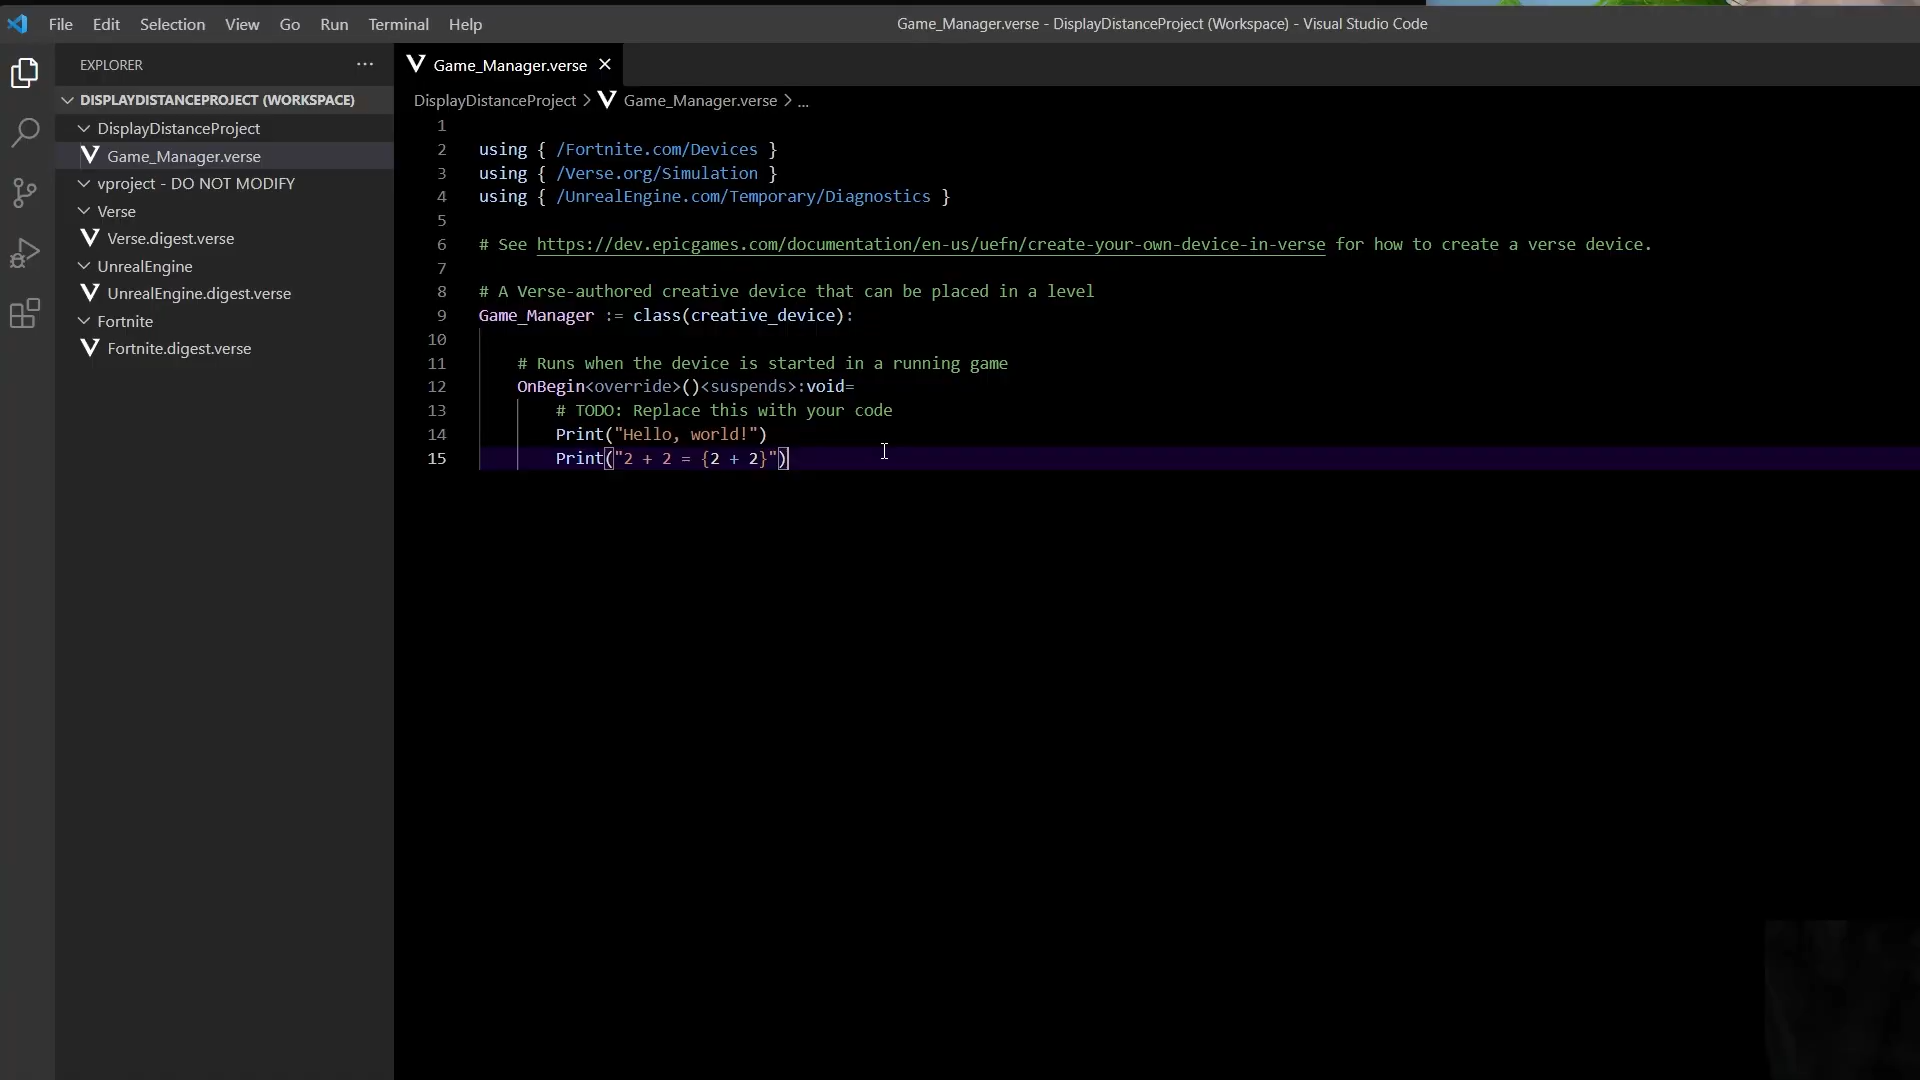 File Edit Selection View Go Run Terminal Help
Game_Manager.verse - DisplayDistanceProject (Workspace) - Visual Studio Code
EXPLORER
DISPLAYDISTANCEPROJECT (WORKSPACE)
DisplayDistanceProject
Game_Manager.verse
vproject - DO NOT MODIFY
Verse
Verse.digest.verse
UnrealEngine
UnrealEngine.digest.verse
Fortnite
Fortnite.digest.verse
Game_Manager.verse
DisplayDistanceProject > Game_Manager.verse > ...
1
2 using { /Fortnite.com/Devices }
3 using { /Verse.org/Simulation }
4 using { /UnrealEngine.com/Temporary/Diagnostics }
5
6 # See https://dev.epicgames.com/documentation/en-us/uefn/create-your-own-device-in-verse for how to create a verse device.
7
8 # A Verse-authored creative device that can be placed in a level
9 Game_Manager := class(creative_device):
10
11 # Runs when the device is started in a running game
12 OnBegin<override>()<suspends>:void=
13 # TODO: Replace this with your code
14 Print("Hello, world!")
15 Print("2 + 2 = {2 + 2}")